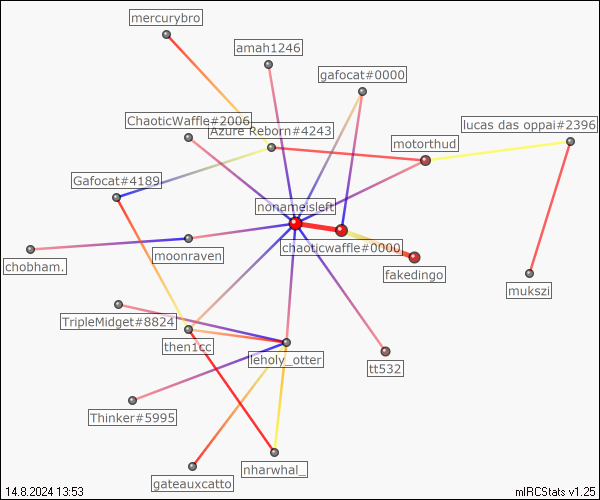 mercurybro
amah1246
gafocat#0000
ChaoticWaffle#2006
lucas das oppai#2396
Azure Reborn#4243
motorthud
Gafocat#4189
nonameisleft
chaoticwaffle#0000
moonraven
chobham.
fakedingo
mukszi
TripleMidget#8824
then1cc
leholy_otter
tt532
Thinker#5995
nharwhal_
gateauxcatto
14.8.2024 13:53
mIRCStats v1.25